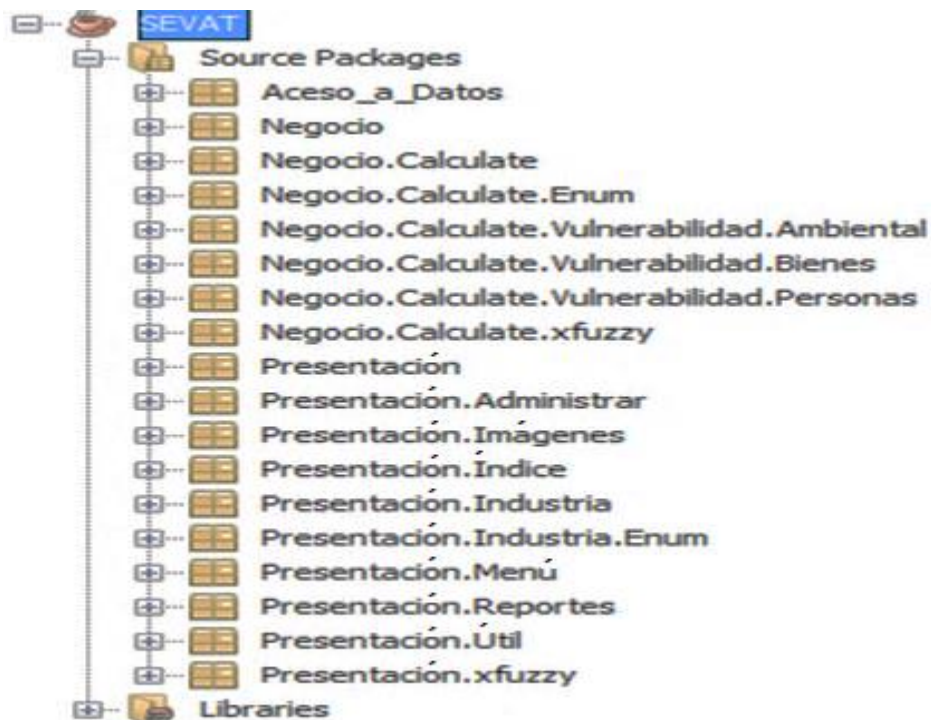 SEVAT
Source Packages
Aceso_a_Datos
Negocio
Negocio.Calculate
Negocio.Calculate.Enum
Negocio.Calculate.Vulnerabilidad.Ambiental
Negocio.Calculate.Vulnerabilidad.Bienes
Negocio.Calculate.Vulnerabilidad.Personas
Negocio.Calculate.xfuzzy
Presentación
Presentación.Administrar
Presentación.Imágenes
Presentación.Índice
Presentación.Industria
Presentación.Industria.Enum
Presentación.Menú
Presentación.Reportes
Presentación.Útil
Presentación.xfuzzy
Libraries